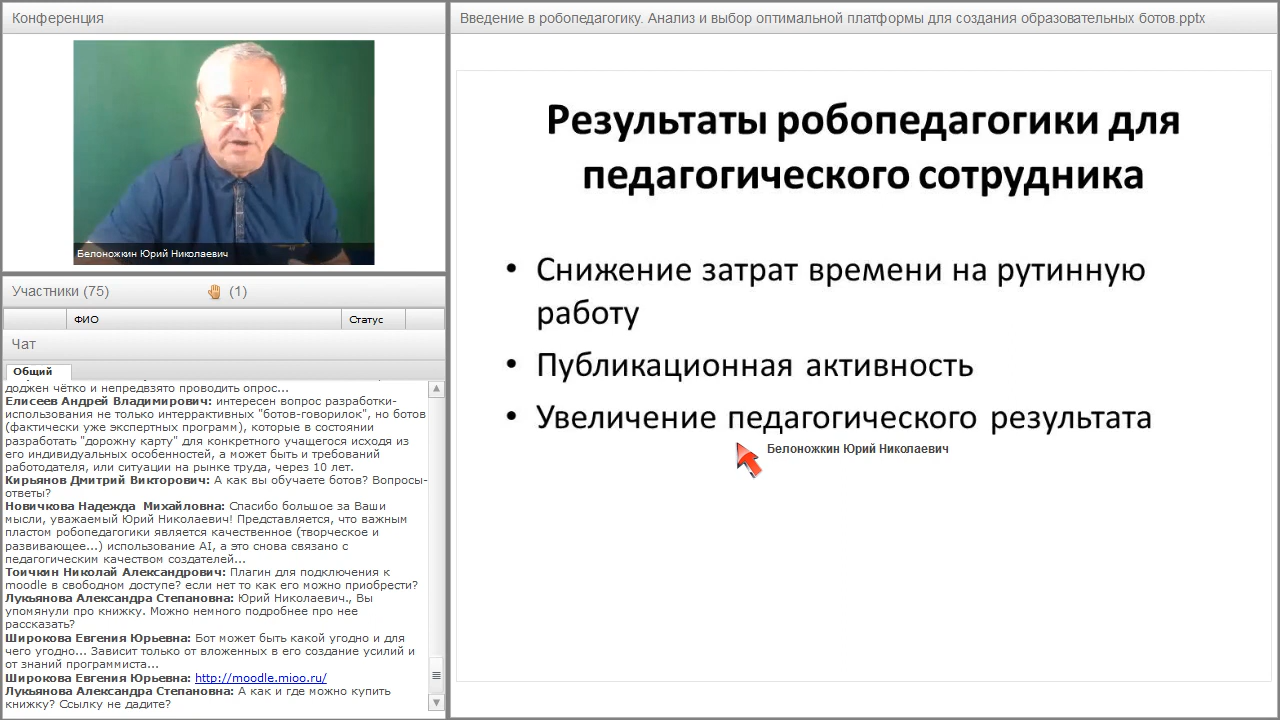 Конференция
Белоножкин Юрий Николаевич
Участники (75)
(1)
ФИО
Статус
Чат
Общий
должен чётко и непредвзято проводить опрос...
Елисеев Андрей Владимирович: интересен вопрос разработки-
использования не только интеррактивных "ботов-говорилок", но ботов
(фактически уже экспертных программ), которые в состоянии
разработать "дорожну карту" для конкретного учащегося исходя из
его индивидуальных особенностей, а может быть и требований
работодателя, или ситуации на рынке труда, через 10 лет.
Кирьянов Дмитрий Викторович: А как вы обучаете ботов? Вопросы-
ответы?
Новичкова Надежда Михайловна: Спасибо большое за Ваши
мысли, уважаемый Юрий Николаевич! Представляется, что важным
пластом робопедагогики является качественное (творческое и
развивающее...) использование AI, а это снова связано с
педагогическим качеством создателей...
Тоичкин Николай Александрович: Плагин для подключения к
moodle в свободном доступе? если нет то как его можно приобрести?
Лукьянова Александра Степановна: Юрий Николаевич., Вы
упомянули про книжку. Можно немного подробнее про нее
рассказать?
Широкова Евгения Юрьевна: Бот может быть какой угодно и для
чего угодно... Зависит только от вложенных в его создание усилий и
от знаний программиста...
Широкова Евгения Юрьевна: http://moodle.mioo.ru/
Лукьянова Александра Степановна: А как и где можно купить
книжку? Ссылку не дадите?
Введение в робопедагогику. Анализ и выбор оптимальной платформы для создания образовательных ботов.pptx
Результаты робопедагогики для
педагогического сотрудника
• Снижение затрат времени на рутинную
работу
• Публикационная активность
• Увеличение педагогического результата
Белоножкин Юрий Николаевич